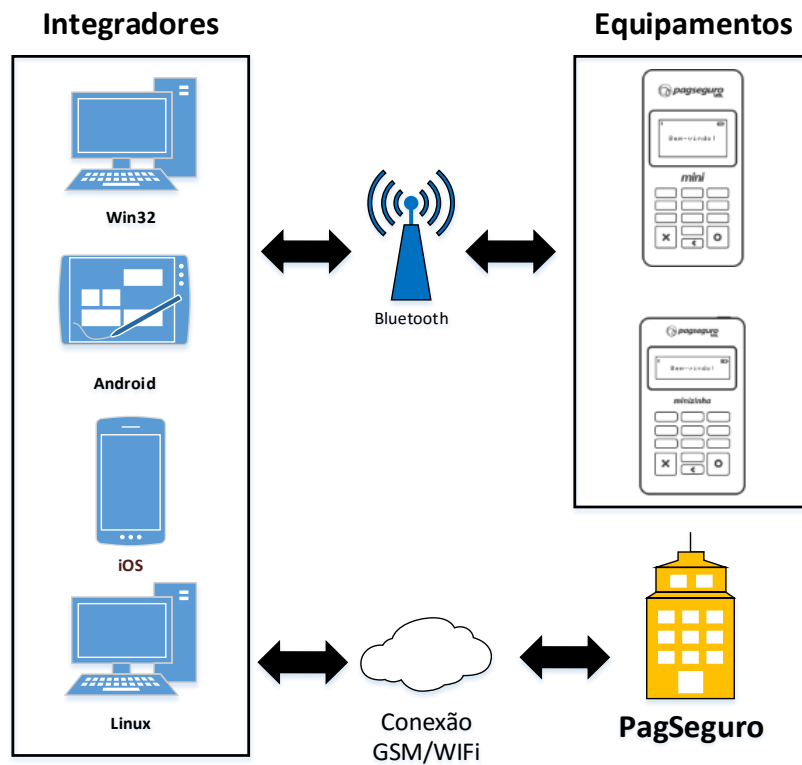 Integradores
Equipamentos
Win32
Android
iOS
Linux
Bluetooth
Conexão
GSM/WIFi
pagseguro
Bem-vindo!
mini
pagseguro
Bem-vindo!
minizinha
PagSeguro